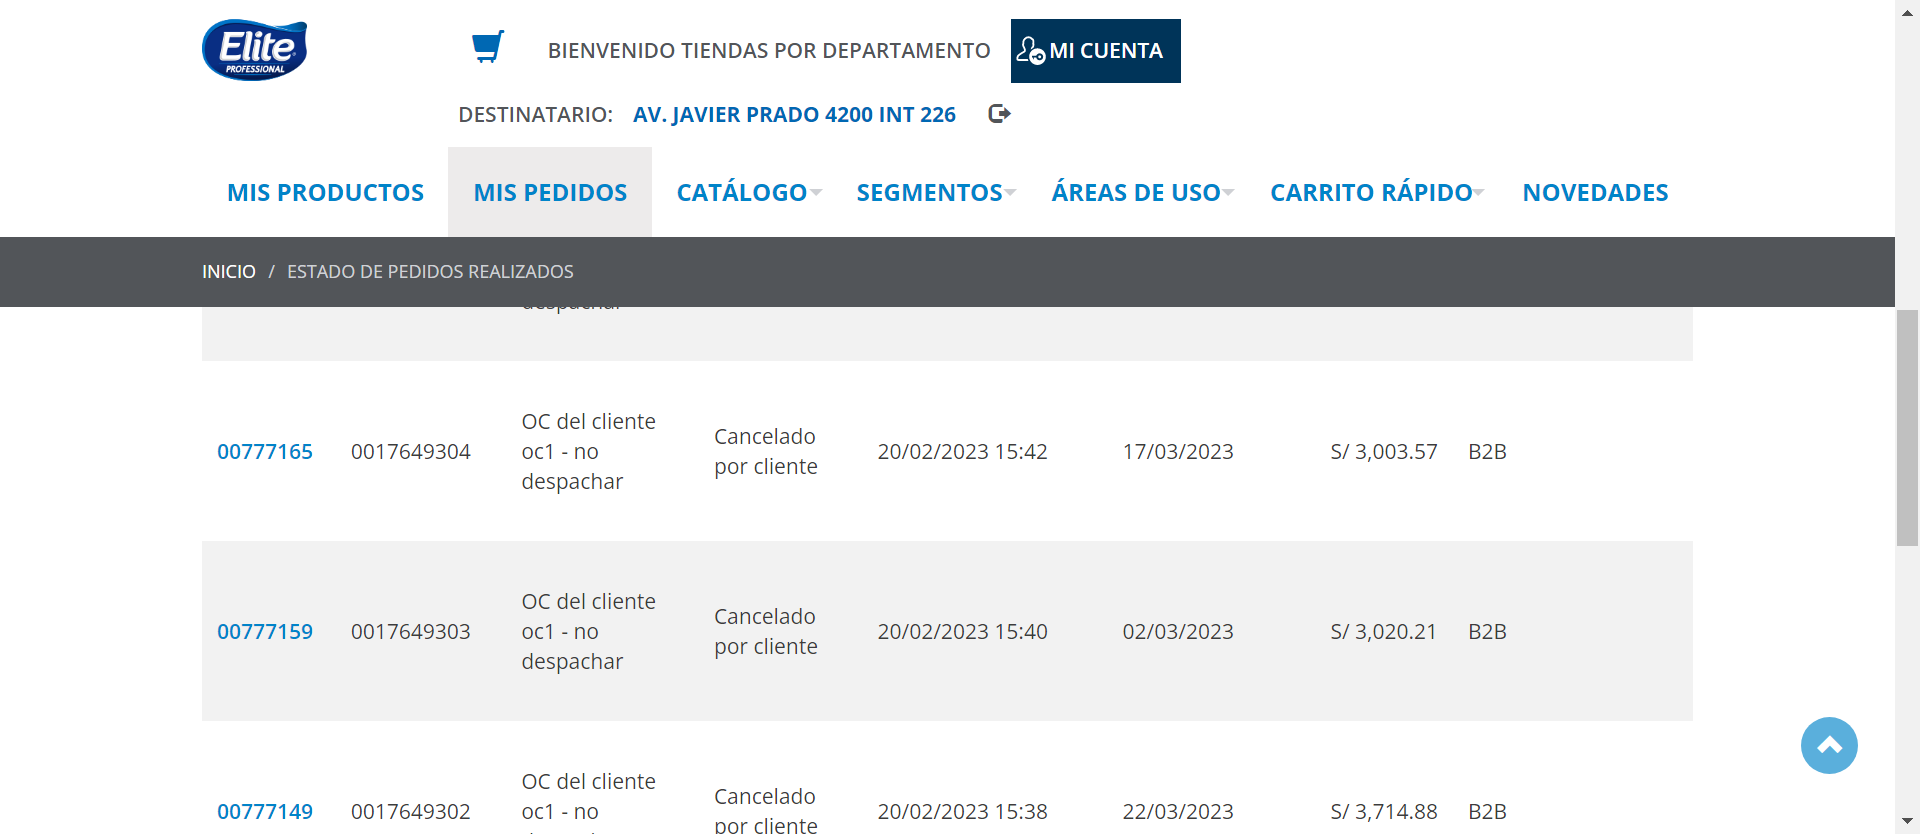 Elite
PROFESSIONAL
BIENVENIDO TIENDAS POR DEPARTAMENTO
MI CUENTA
DESTINATARIO: AV. JAVIER PRADO 4200 INT 226
MIS PRODUCTOS MIS PEDIDOS CATÁLOGO SEGMENTOS ÁREAS DE USO CARRITO RÁPIDO NOVEDADES
INICIO / ESTADO DE PEDIDOS REALIZADOS
despachar
00777165 0017649304 OC del cliente oc1 - no despachar Cancelado por cliente 20/02/2023 15:42 17/03/2023 S/ 3,003.57 B2B
00777159 0017649303 OC del cliente oc1 - no despachar Cancelado por cliente 20/02/2023 15:40 02/03/2023 S/ 3,020.21 B2B
00777149 0017649302 OC del cliente oc1 - no Cancelado por cliente 20/02/2023 15:38 22/03/2023 S/ 3,714.88 B2B